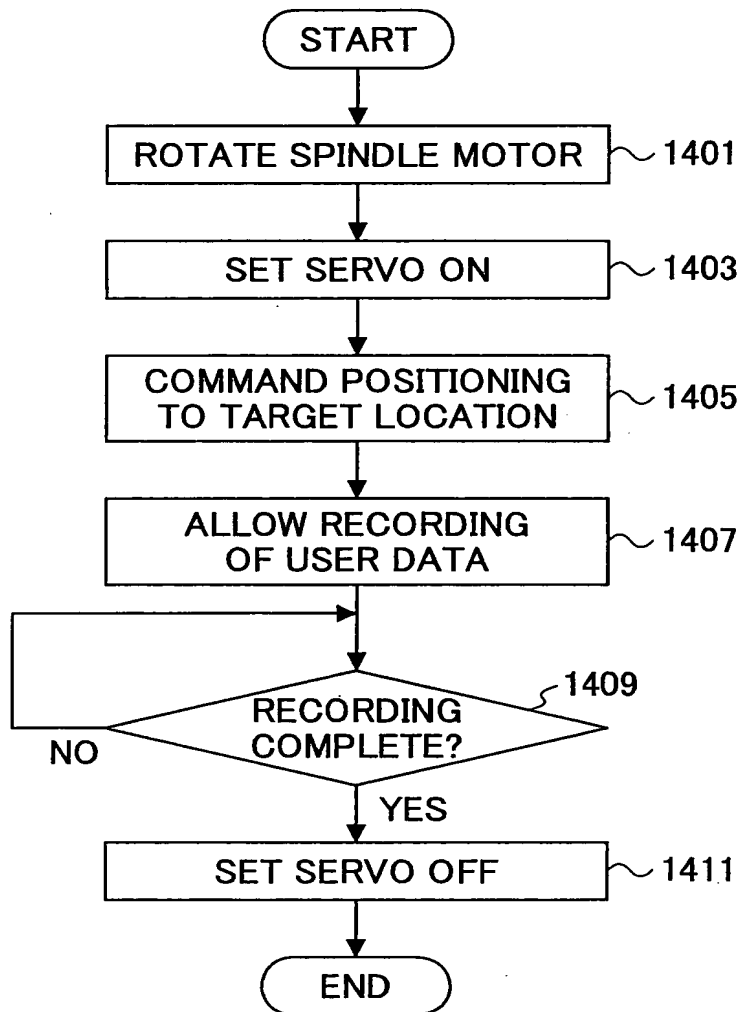 START
ROTATE SPINDLE MOTOR
1401
SET SERVO ON
1403
COMMAND POSITIONING
TO TARGET LOCATION
1405
ALLOW RECORDING
OF USER DATA
1407
1409
RECORDING
COMPLETE?
NO
YES
SET SERVO OFF
1411
END